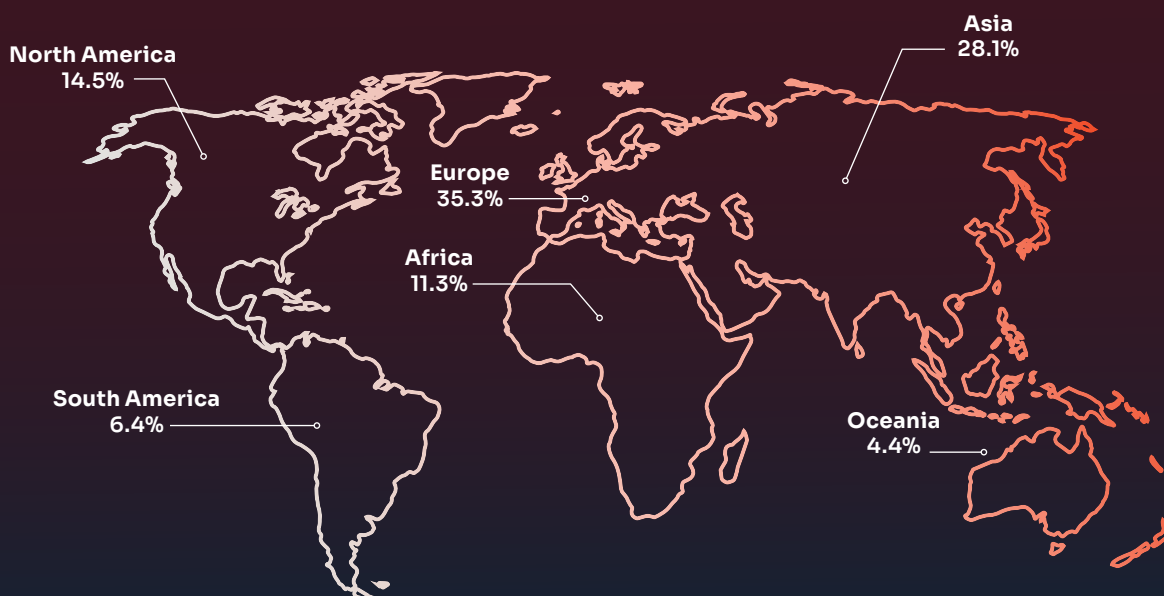 Asia
28.1%
North America
14.5%
Europe
35.3%
Africa
11.3%
South America
6.4%
Oceania
4.4%